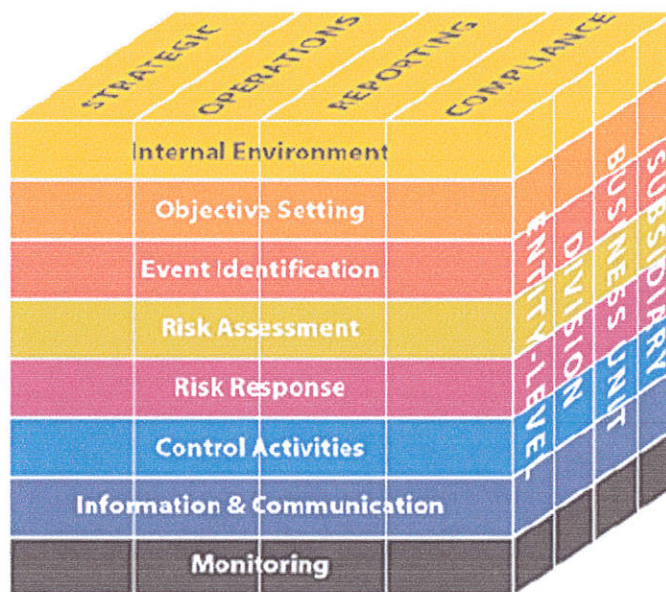 STRATEGIC
OPERATIONS
REPORTING
COMPLIANCE
Internal Environment
Objective Setting
Event Identification
Risk Assessment
Risk Response
Control Activities
Information & Communication
Monitoring
ENTITY-LEVEL
DIVISION
BUSINESS UNIT
SUBSIDIARY